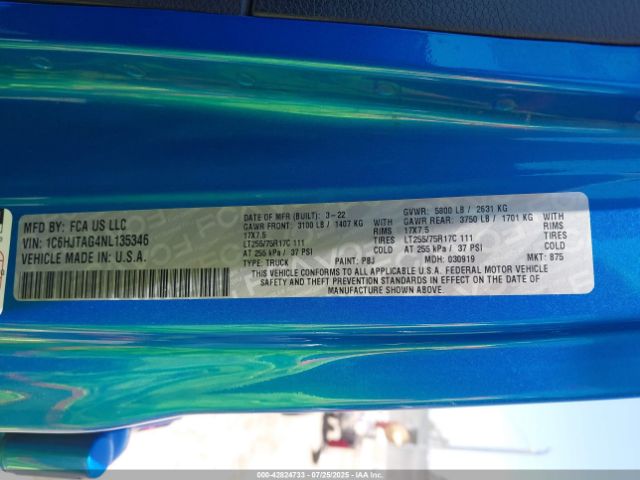 MFD BY: FCA US LLC
VIN: 1C6HJTAG4NL135346
VEHICLE MADE IN: U.S.A.
DATE OF MFR (BUILT): 3-22
GAWR FRONT: 3100 LB / 1407 KG WITH
17X7.5 RIMS
LT255/75R17C 111 TIRES
AT 255 kPa / 37 PSI COLD
TYPE: TRUCK PAINT: PBJ
GVWR: 5800 LB / 2631 KG
GAWR REAR: 3750 LB / 1701 KG WITH
17X7.5 RIMS
LT255/75R17C 111 TIRES
AT 255 kPa / 37 PSI COLD
MDH: 030919 MKT: 875
THIS VEHICLE CONFORMS TO ALL APPLICABLE U.S.A. FEDERAL MOTOR VEHICLE
SAFETY AND THEFT PREVENTION STANDARDS IN EFFECT ON THE DATE OF
MANUFACTURE SHOWN ABOVE.
000-42824733 - 07/25/2025 - IAAI.COM